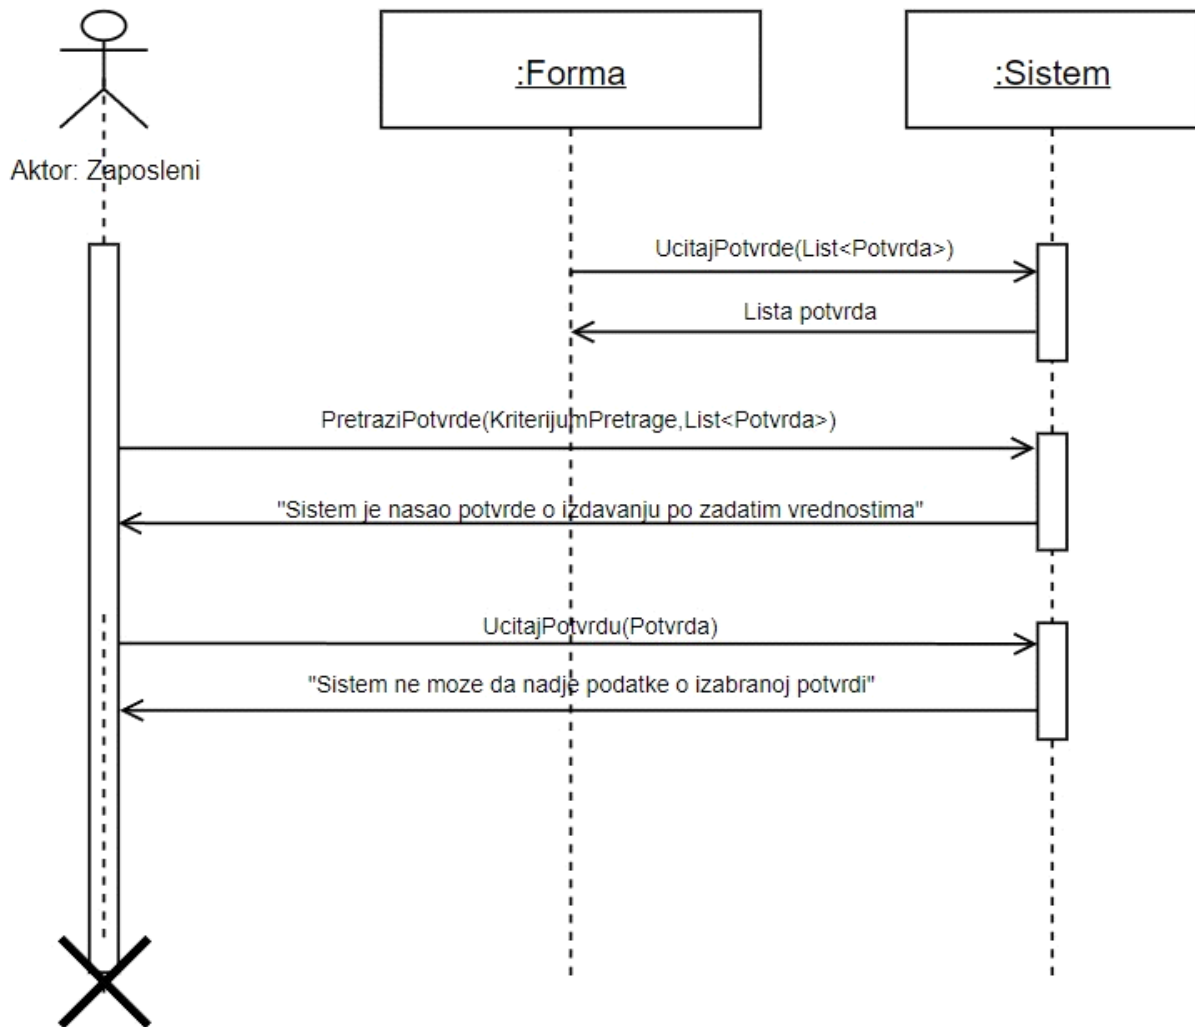 :Forma
:Sistem
Aktor: Zaposleni
UcitajPotvrde(List<Potvrda>)
Lista potvrda
PretraziPotvrde(KriterijumPretrage,List<Potvrda>)
"Sistem je nasao potvrde o izdavanju po zadatim vrednostima"
UcitajPotvrdu(Potvrda)
"Sistem ne moze da nadje podatke o izabranoj potvrdi"